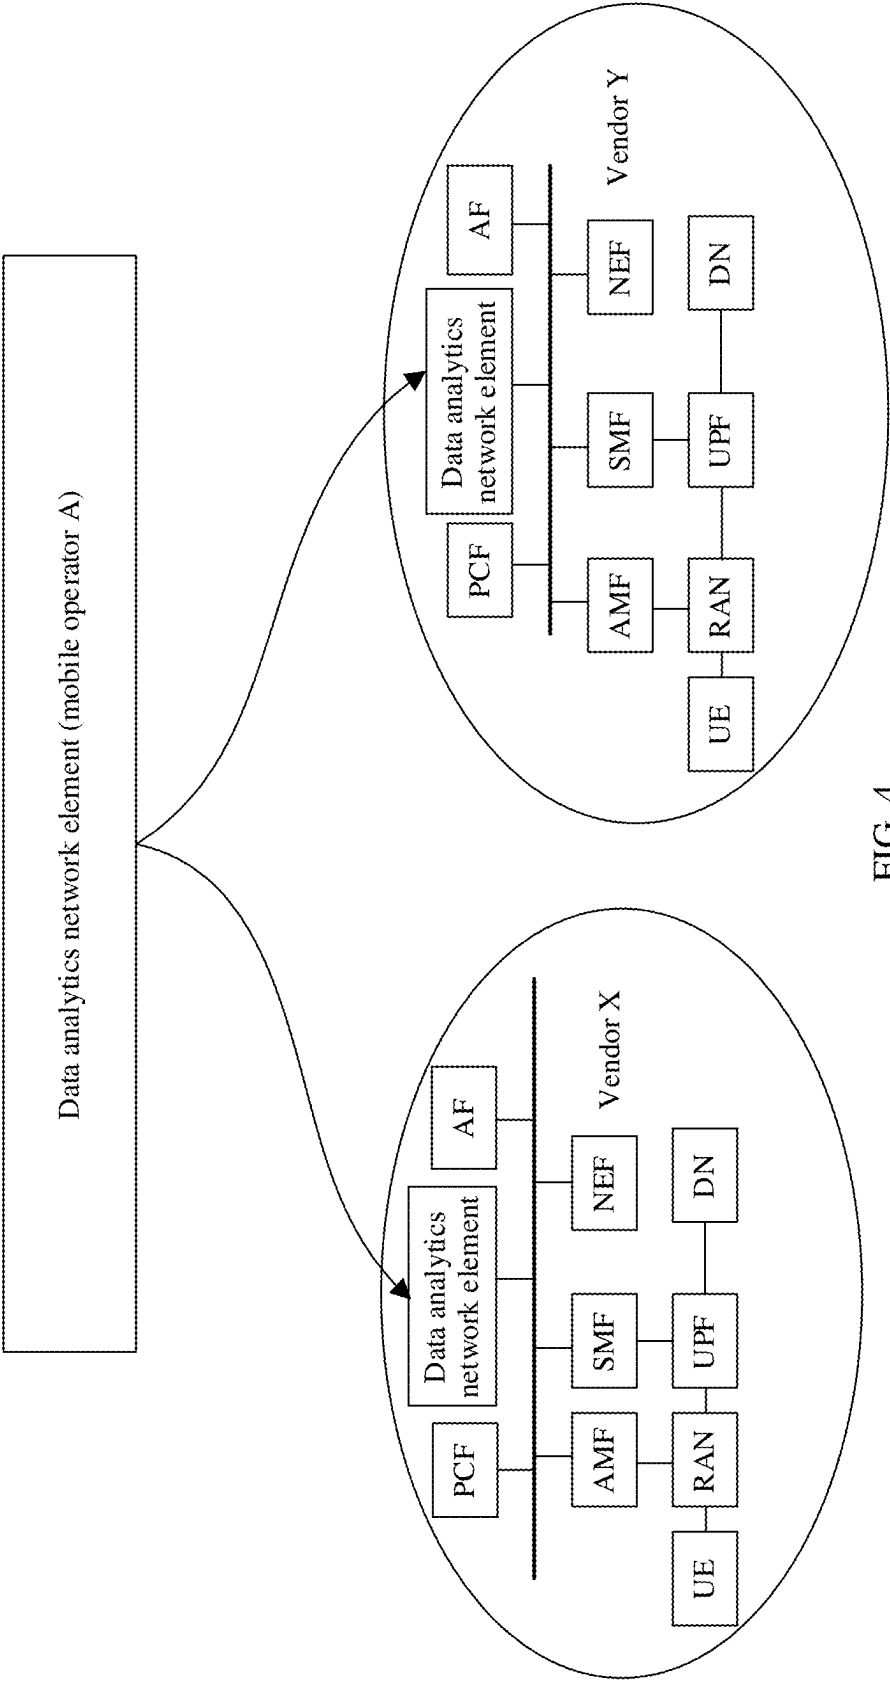 Data analytics network element (mobile operator A)
PCF
Data analytics
network element
AF
AMF
SMF
NEF
Vendor X
UE
RAN
UPF
DN
PCF
Data analytics
network element
AF
AMF
SMF
NEF
Vendor Y
UE
RAN
UPF
DN
FIG. 4